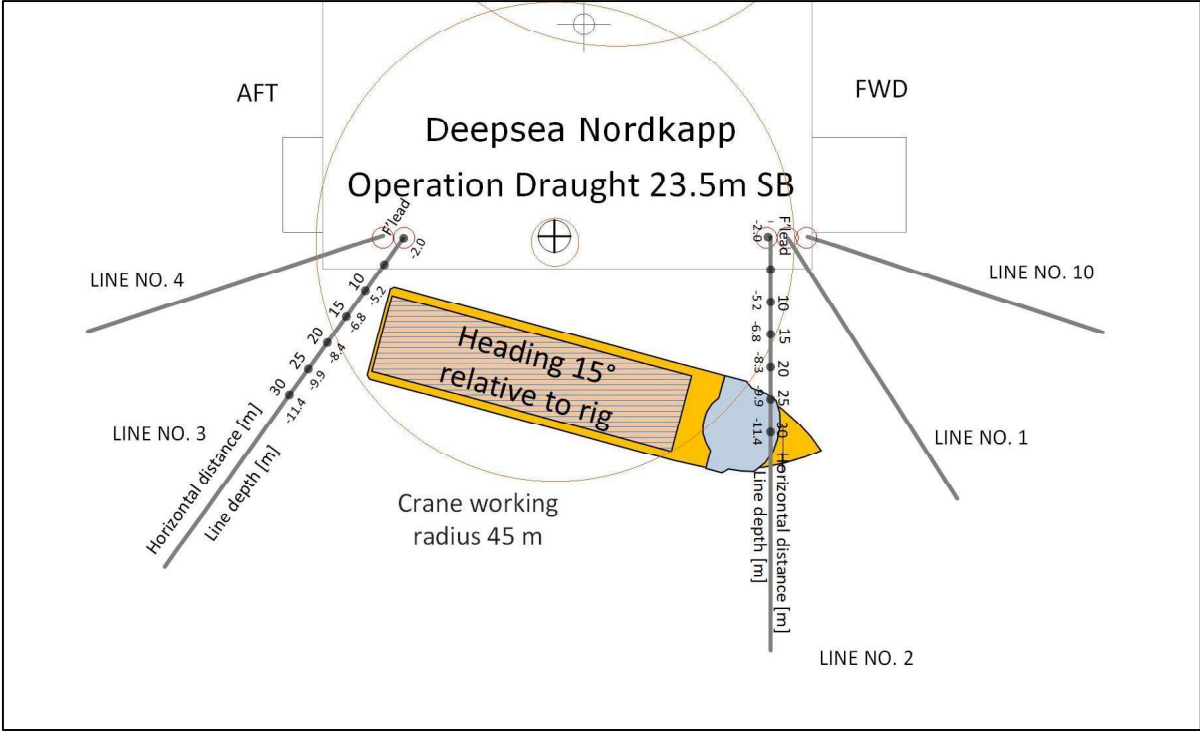 AFT
FWD
Deepsea Nordkapp
Operation Draught 23.5m SB
F'lead
-2.0
10
-5.2
15
-6.8
20
-8.4
25
-9.9
30
-11.4
Horizontal distance [m]
Line depth [m]
F'lead
-2.0
10
-5.2
15
-6.8
20
-8.3
25
-9.9
30
-11.4
Horizontal distance [m]
Line depth [m]
LINE NO. 4
LINE NO. 10
Heading 15°
relative to rig
LINE NO. 3
LINE NO. 1
Crane working
radius 45 m
LINE NO. 2